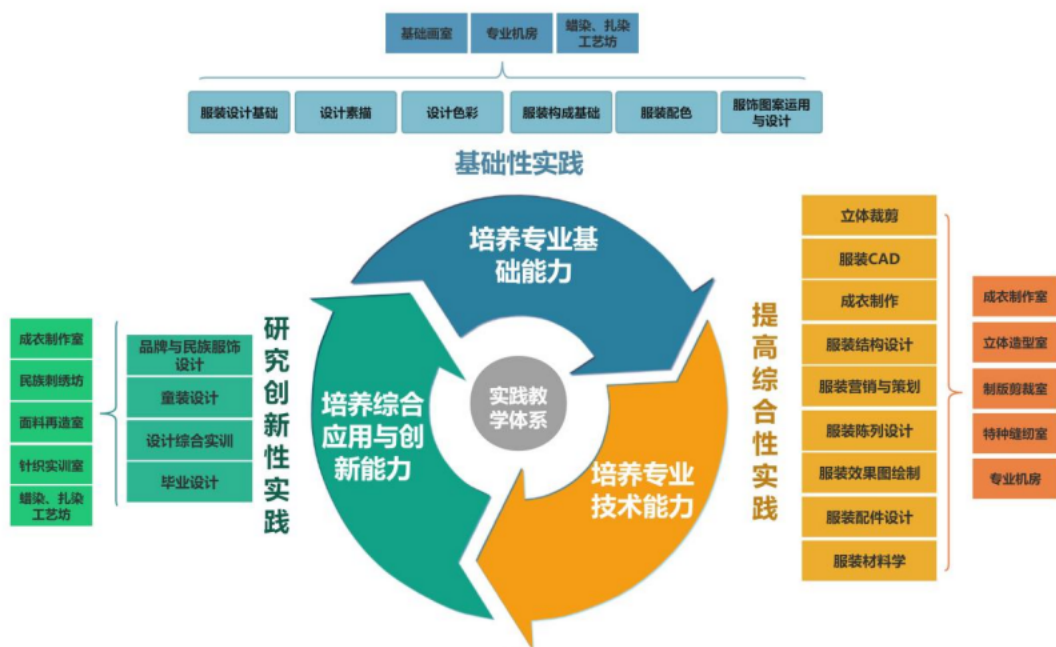 基础画室
专业机房
蜡染、扎染
工艺坊
服装设计基础
设计素描
设计色彩
服装构成基础
服装配色
服饰图案运用
与设计
基础性实践
培养专业基
础能力
立体裁剪
服装CAD
成衣制作
服装结构设计
服装营销与策划
服装陈列设计
服装效果图绘制
服装配件设计
服装材料学
提高综合性实践
成衣制作室
立体造型室
制版剪裁室
特种缝纫室
专业机房
培养专业
技术能力
实践教
学体系
培养综合
应用与创
新能力
研究创新性实践
品牌与民族服饰
设计
童装设计
设计综合实训
毕业设计
成衣制作室
民族刺绣坊
面料再造室
针织实训室
蜡染、扎染
工艺坊